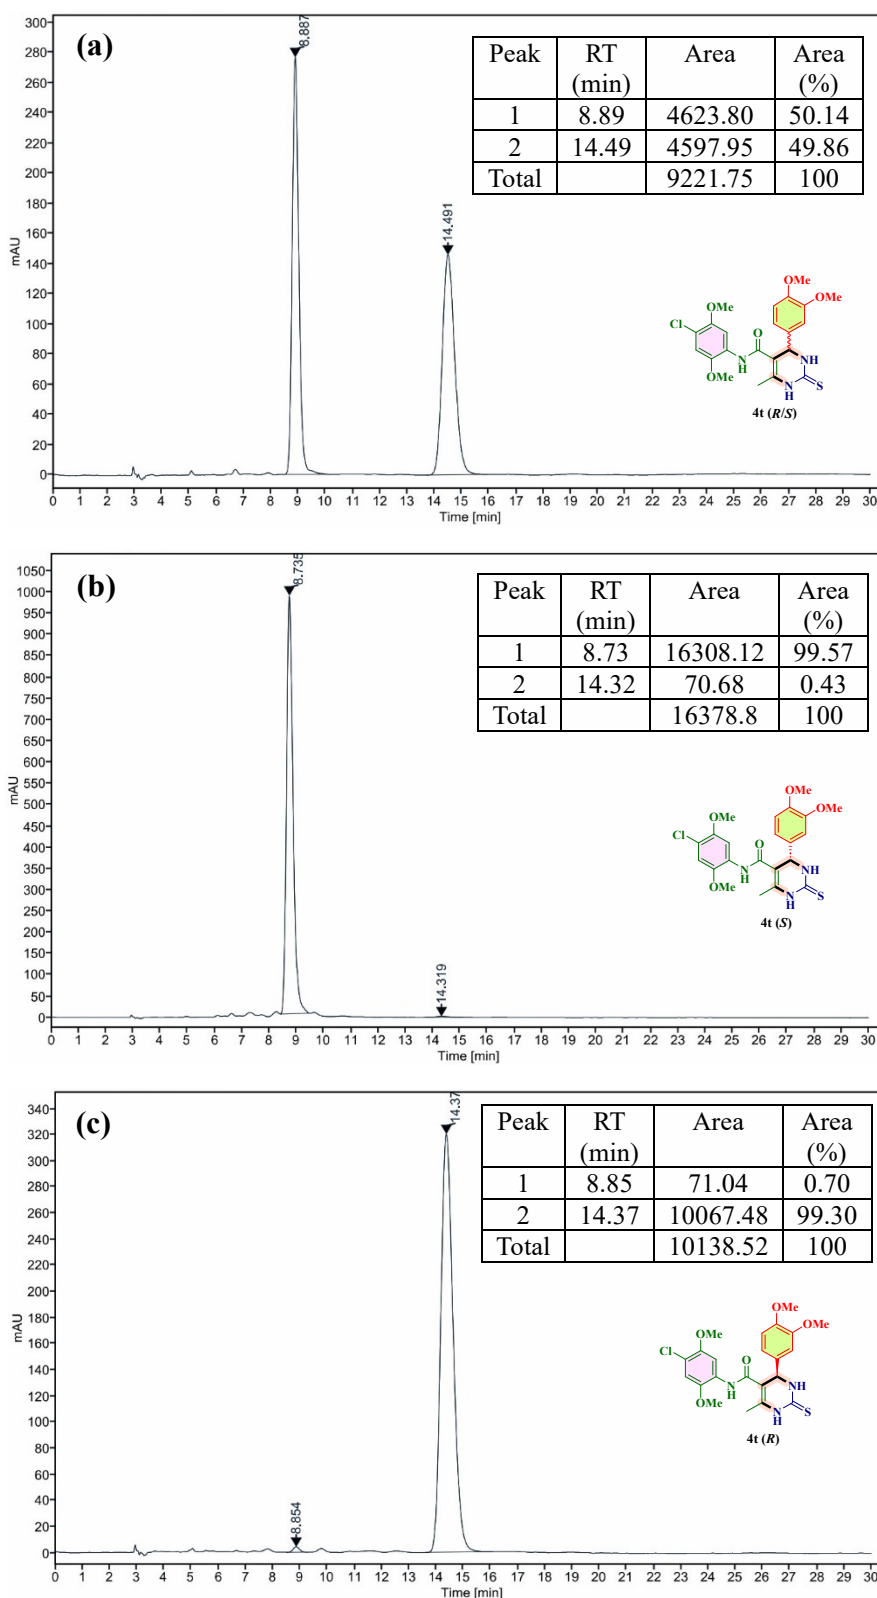 (a)
300
280
260
240
220
200
180
160
140
120
100
80
60
40
20
0
mAU
8.887
14.491
Peak RT (min) Area Area (%)
1 8.89 4623.80 50.14
2 14.49 4597.95 49.86
Total 9221.75 100
OMe
OMe
OMe
Cl
O
N
H
NH
OMe
N
H
S
4t (R/S)
0 1 2 3 4 5 6 7 8 9 10 11 12 13 14 15 16 17 18 19 20 21 22 23 24 25 26 27 28 29 30
Time [min]
(b)
1050
1000
950
900
850
800
750
700
650
600
550
500
450
400
350
300
250
200
150
100
50
0
mAU
8.735
14.319
Peak RT (min) Area Area (%)
1 8.73 16308.12 99.57
2 14.32 70.68 0.43
Total 16378.8 100
OMe
OMe
OMe
Cl
O
N
H
NH
OMe
N
H
S
4t (S)
0 1 2 3 4 5 6 7 8 9 10 11 12 13 14 15 16 17 18 19 20 21 22 23 24 25 26 27 28 29 30
Time [min]
(c)
340
320
300
280
260
240
220
200
180
160
140
120
100
80
60
40
20
0
mAU
8.854
14.37
Peak RT (min) Area Area (%)
1 8.85 71.04 0.70
2 14.37 10067.48 99.30
Total 10138.52 100
OMe
OMe
OMe
Cl
O
N
H
NH
OMe
N
H
S
4t (R)
0 1 2 3 4 5 6 7 8 9 10 11 12 13 14 15 16 17 18 19 20 21 22 23 24 25 26 27 28 29 30
Time [min]